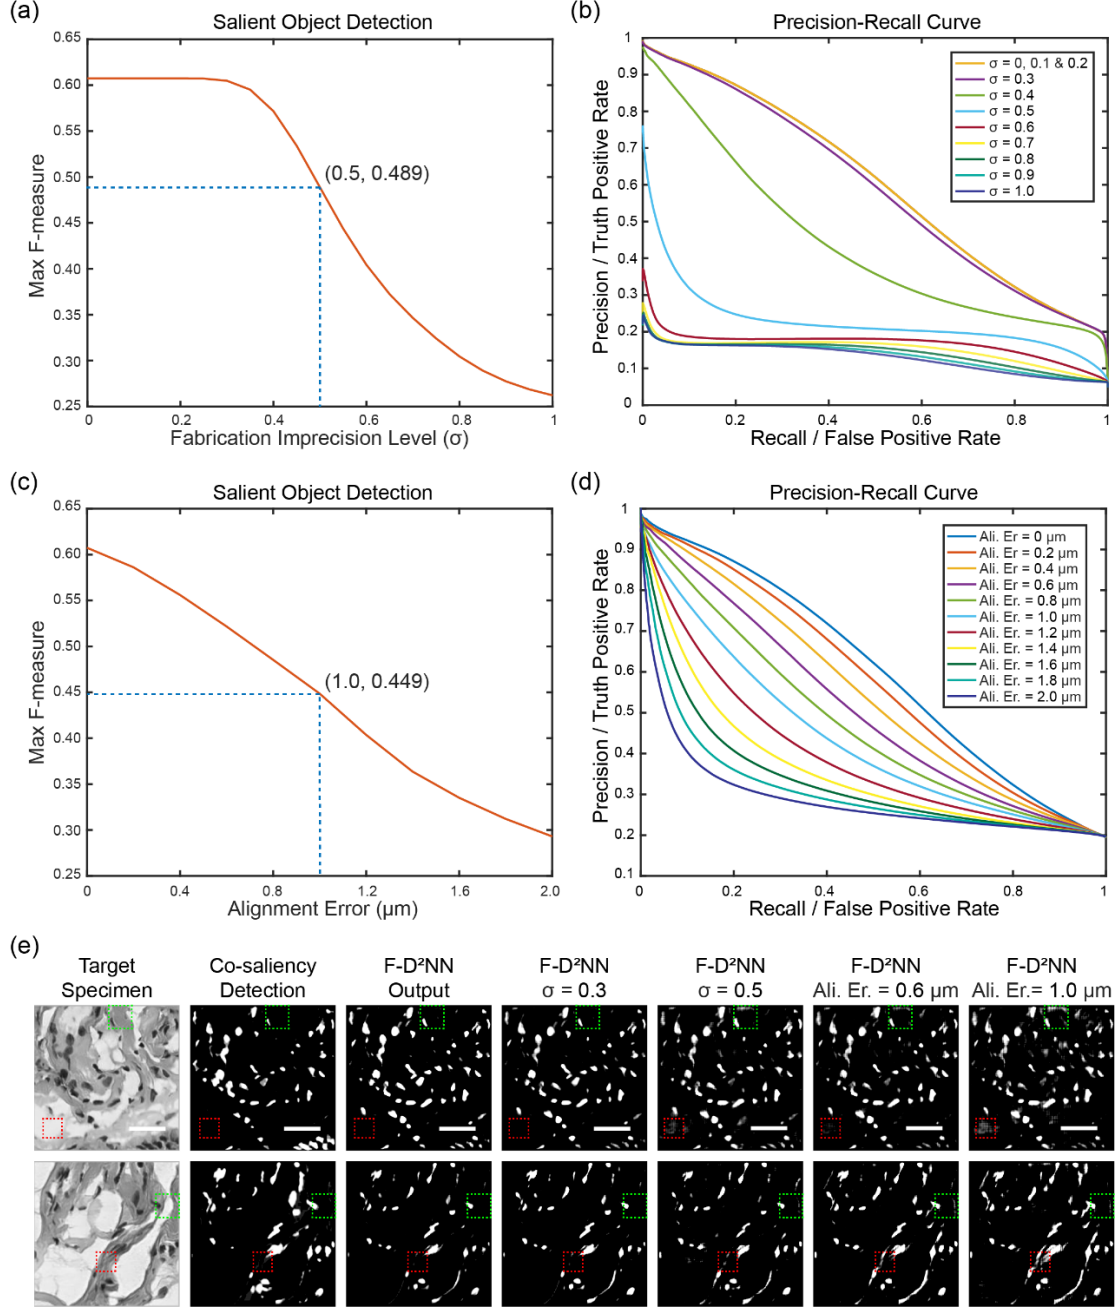 (a)
Salient Object Detection
0.65
0.60
0.55
0.50
0.45
0.40
0.35
0.30
0.25
Max F-measure
(0.5, 0.489)
0 0.2 0.4 0.6 0.8 1
Fabrication Imprecision Level (σ)
(b)
Precision-Recall Curve
1
0.9
0.8
0.7
0.6
0.5
0.4
0.3
0.2
0.1
0
Precision / Truth Positive Rate
σ = 0, 0.1 & 0.2
σ = 0.3
σ = 0.4
σ = 0.5
σ = 0.6
σ = 0.7
σ = 0.8
σ = 0.9
σ = 1.0
0 0.2 0.4 0.6 0.8 1
Recall / False Positive Rate
(c)
Salient Object Detection
0.65
0.60
0.55
0.50
0.45
0.40
0.35
0.30
0.25
Max F-measure
(1.0, 0.449)
0 0.4 0.8 1.2 1.6 2.0
Alignment Error (µm)
(d)
Precision-Recall Curve
1
0.9
0.8
0.7
0.6
0.5
0.4
0.3
0.2
0.1
Precision / Truth Positive Rate
Ali. Er = 0 µm
Ali. Er = 0.2 µm
Ali. Er = 0.4 µm
Ali. Er = 0.6 µm
Ali. Er. = 0.8 µm
Ali. Er. = 1.0 µm
Ali. Er. = 1.2 µm
Ali. Er. = 1.4 µm
Ali. Er. = 1.6 µm
Ali. Er. = 1.8 µm
Ali. Er. = 2.0 µm
0 0.2 0.4 0.6 0.8 1
Recall / False Positive Rate
(e)
Target
Specimen
Co-saliency
Detection
F-D²NN
Output
F-D²NN
σ = 0.3
F-D²NN
σ = 0.5
F-D²NN
Ali. Er. = 0.6 µm
F-D²NN
Ali. Er.= 1.0 µm